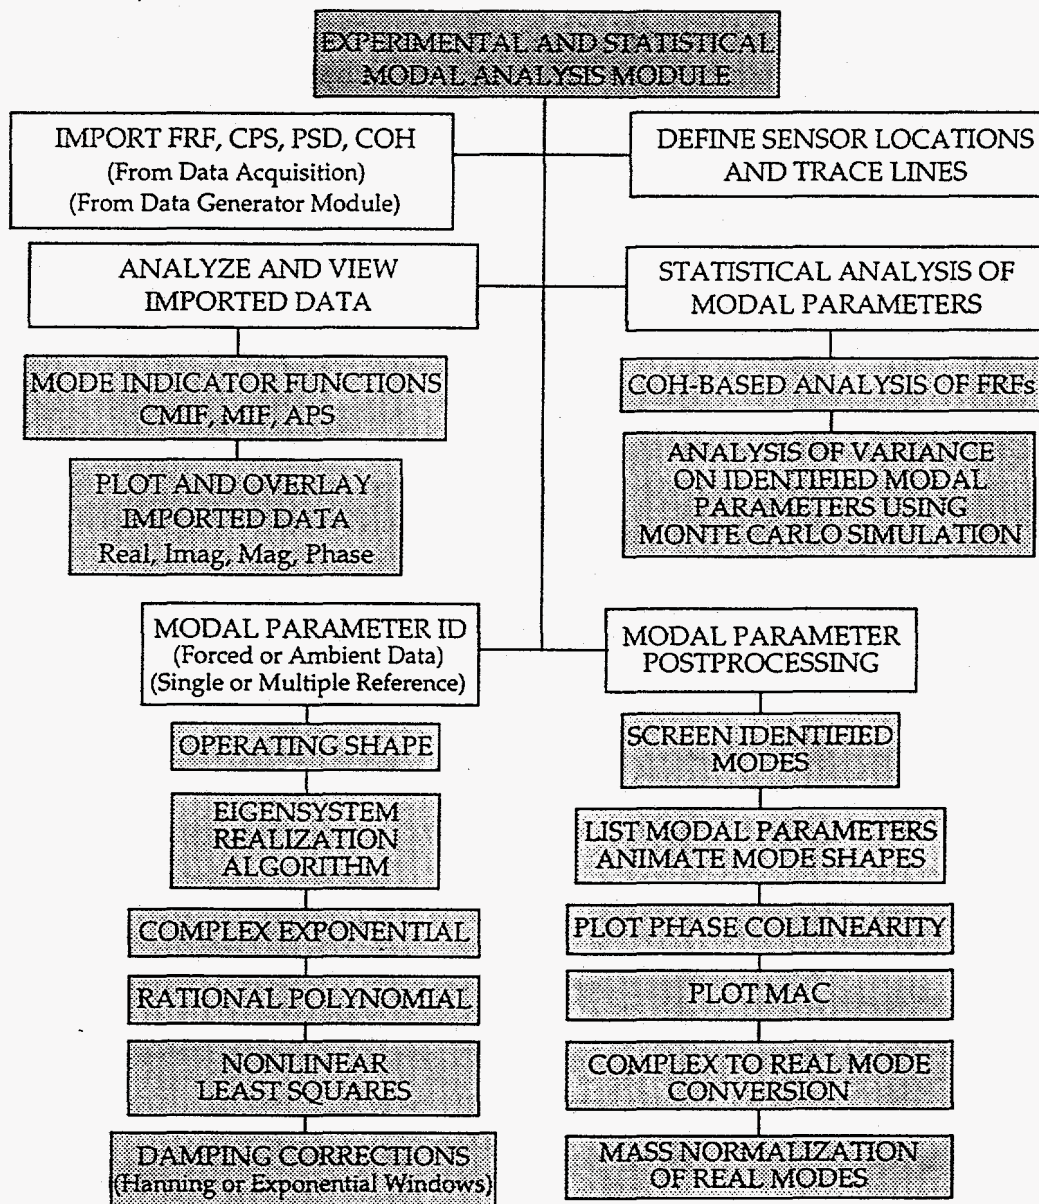 EXPERIMENTAL AND STATISTICAL
MODAL ANALYSIS MODULE
IMPORT FRF, CPS, PSD, COH
(From Data Acquisition)
(From Data Generator Module)
DEFINE SENSOR LOCATIONS
AND TRACE LINES
ANALYZE AND VIEW
IMPORTED DATA
STATISTICAL ANALYSIS OF
MODAL PARAMETERS
MODE INDICATOR FUNCTIONS
CMIF, MIF, APS
COH-BASED ANALYSIS OF FRFs
PLOT AND OVERLAY
IMPORTED DATA
Real, Imag, Mag, Phase
ANALYSIS OF VARIANCE
ON IDENTIFIED MODAL
PARAMETERS USING
MONTE CARLO SIMULATION
MODAL PARAMETER ID
(Forced or Ambient Data)
(Single or Multiple Reference)
MODAL PARAMETER
POSTPROCESSING
OPERATING SHAPE
EIGENSYSTEM
REALIZATION
ALGORITHM
COMPLEX EXPONENTIAL
RATIONAL POLYNOMIAL
NONLINEAR
LEAST SQUARES
DAMPING CORRECTIONS
(Hanning or Exponential Windows)
SCREEN IDENTIFIED
MODES
LIST MODAL PARAMETERS
ANIMATE MODE SHAPES
PLOT PHASE COLLINEARITY
PLOT MAC
COMPLEX TO REAL MODE
CONVERSION
MASS NORMALIZATION
OF REAL MODES